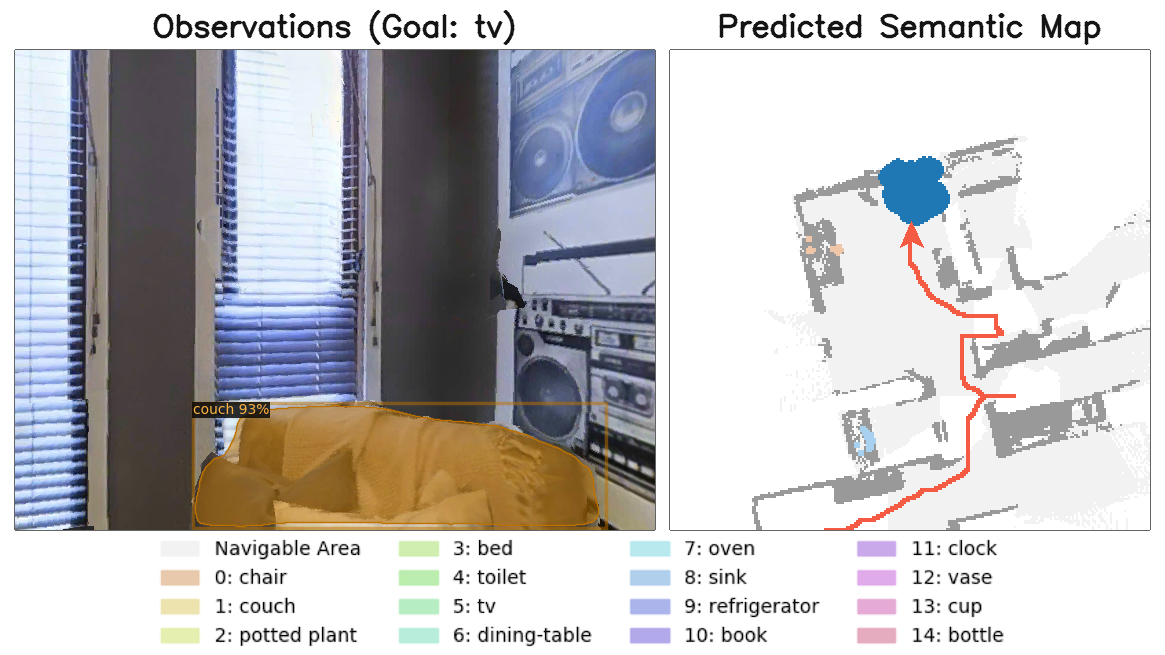 Observations (Goal: tv)
Predicted Semantic Map
couch 93%
Navigable Area
0: chair
1: couch
2: potted plant
3: bed
4: toilet
5: tv
6: dining-table
7: oven
8: sink
9: refrigerator
10: book
11: clock
12: vase
13: cup
14: bottle